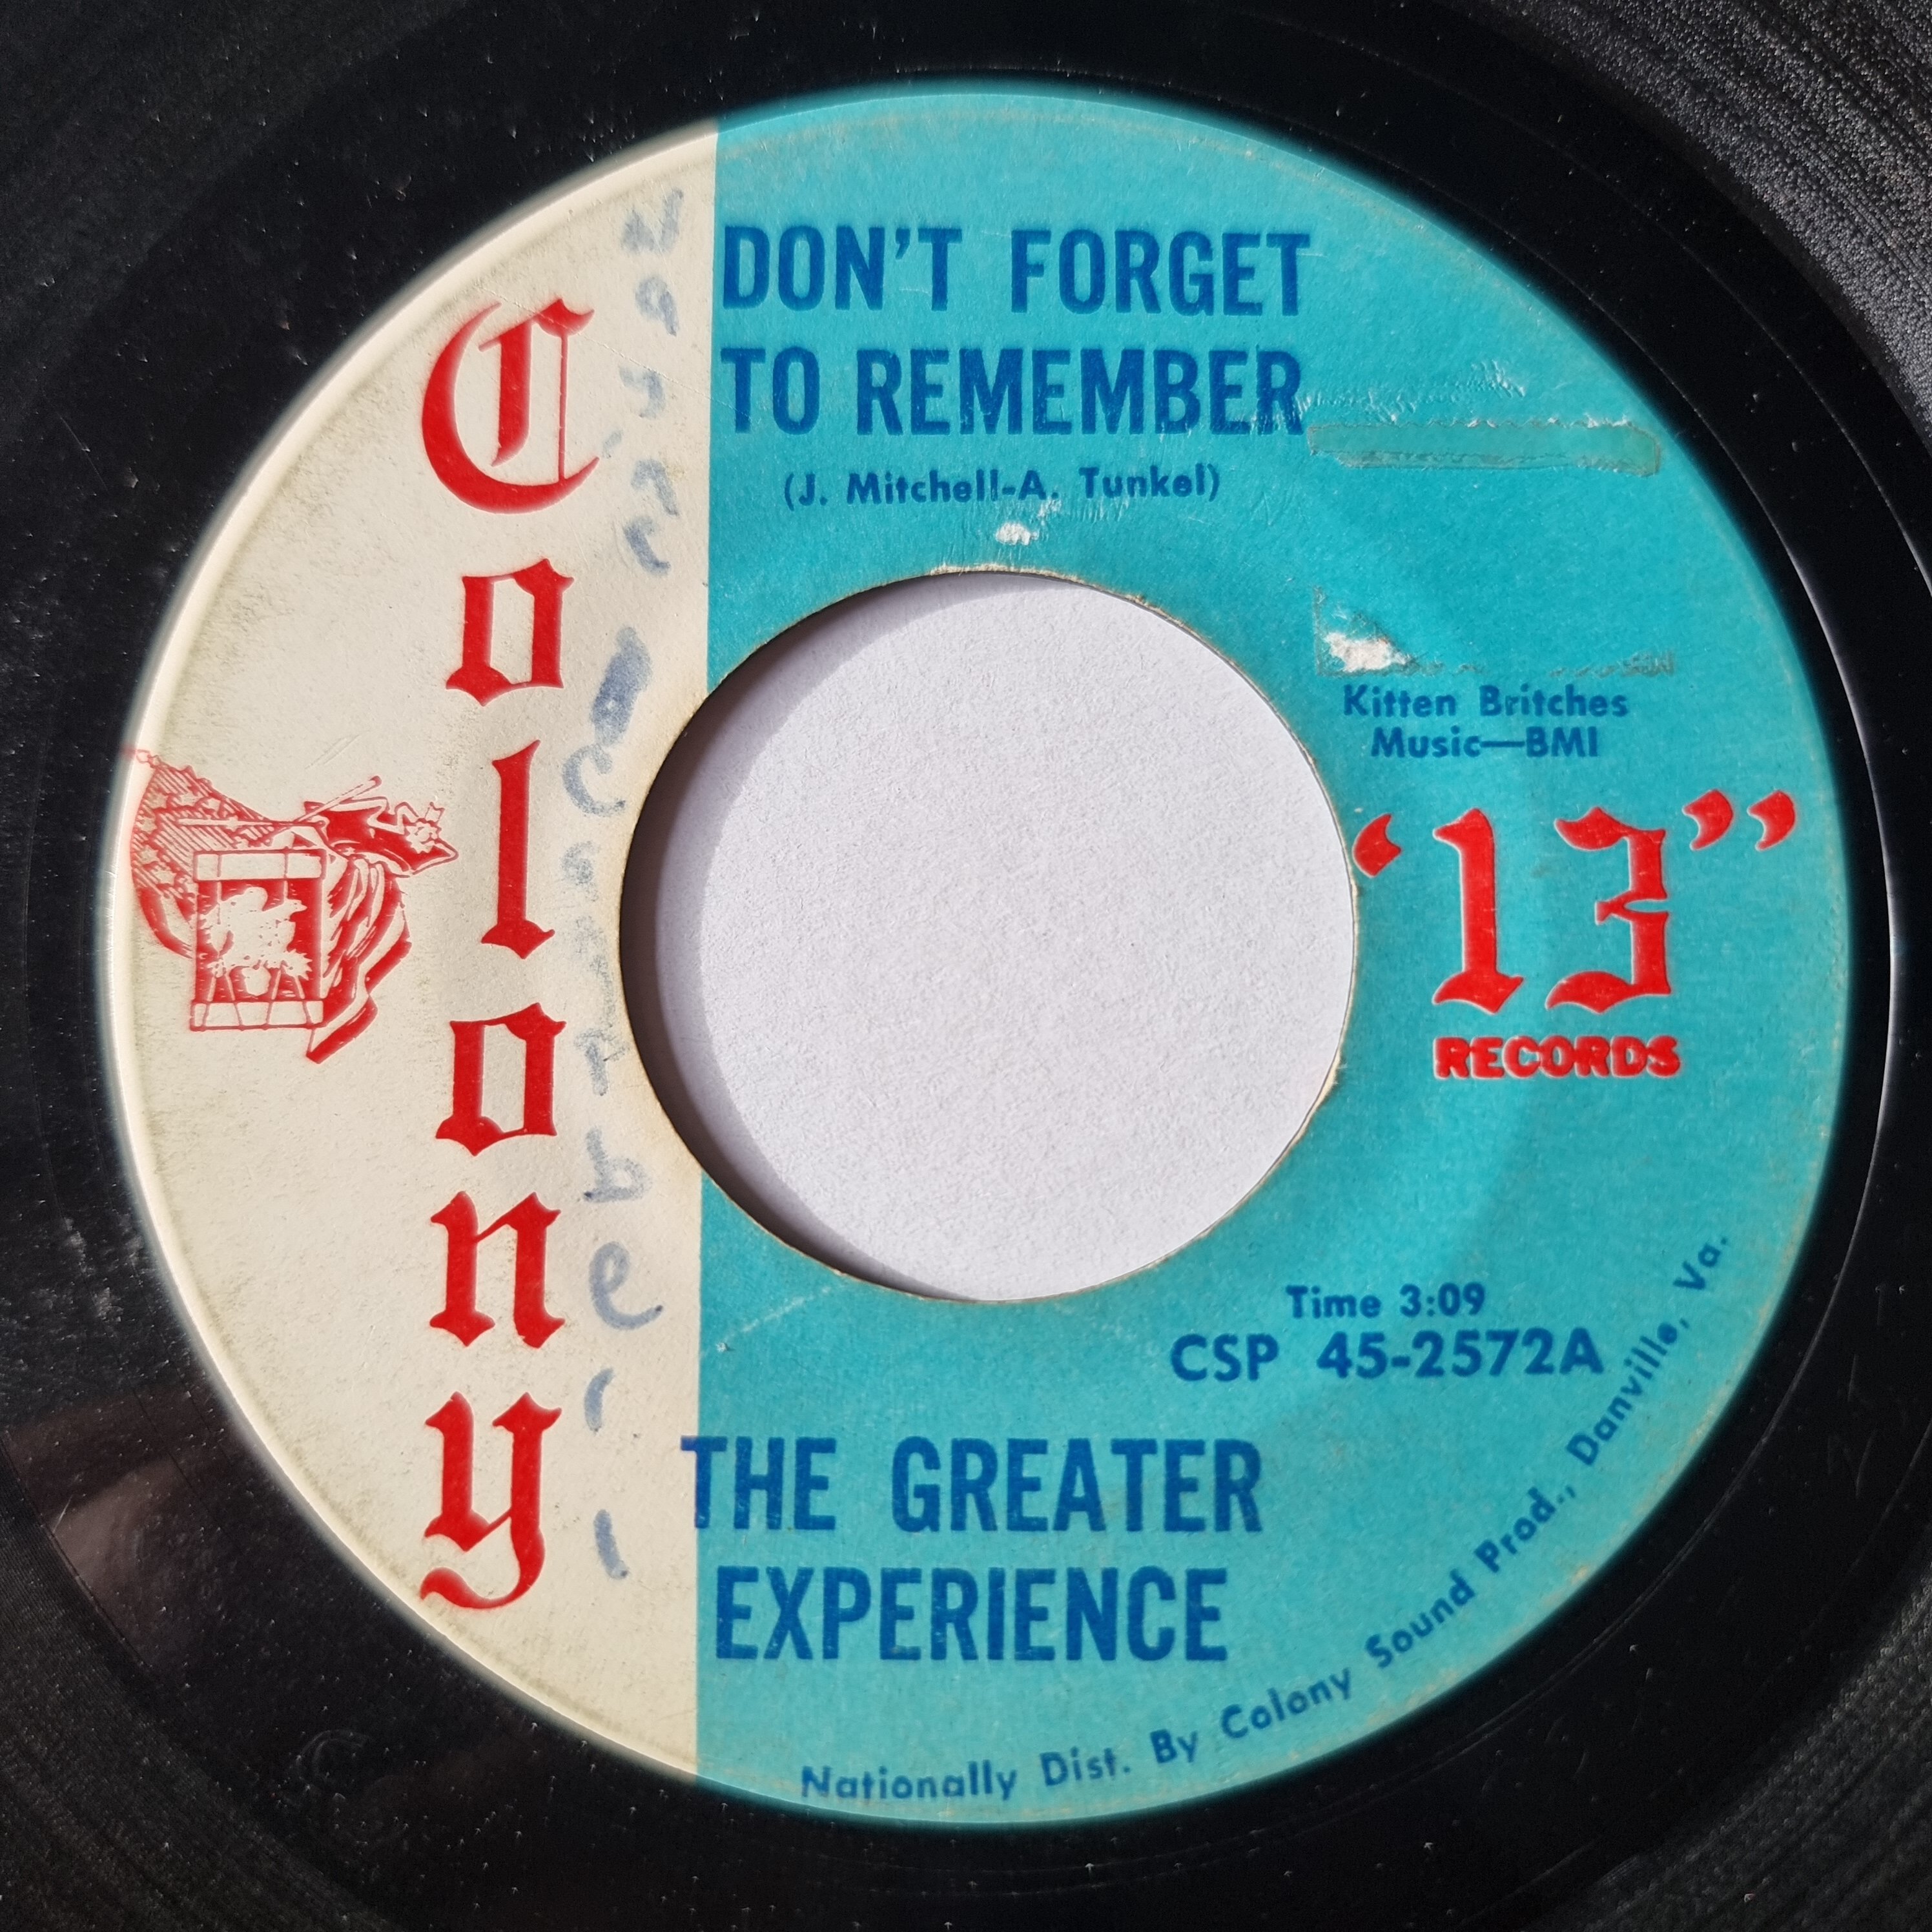 Colony
DON'T FORGET
TO REMEMBER
(J. Mitchell-A. Tunkel)
Kitten Britches
Music—BMI
“13”
RECORDS
Time 3:09
CSP 45-2572A
THE GREATER
EXPERIENCE
Nationally Dist. By Colony Sound Prod., Danville, Va.